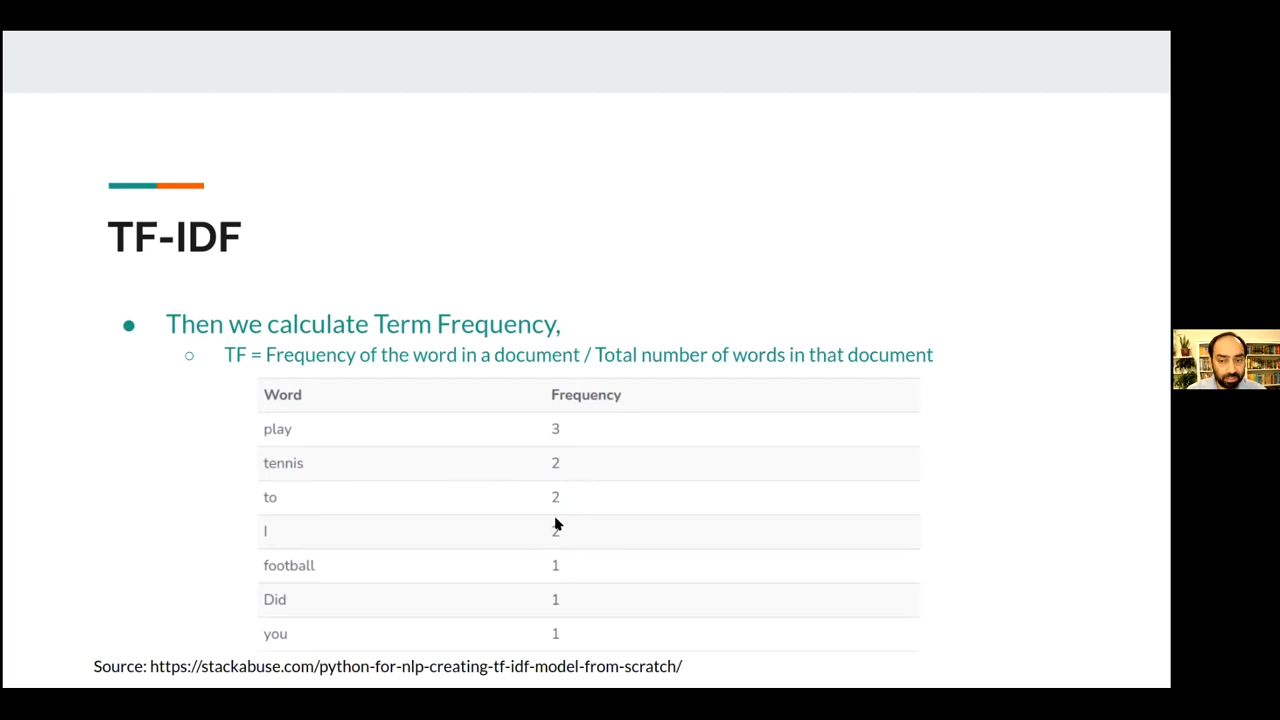 TF-IDF
● Then we calculate Term Frequency,
○ TF = Frequency of the word in a document / Total number of words in that document
Word Frequency
play 3
tennis 2
to 2
I 2
football 1
Did 1
you 1
Source: https://stackabuse.com/python-for-nlp-creating-tf-idf-model-from-scratch/